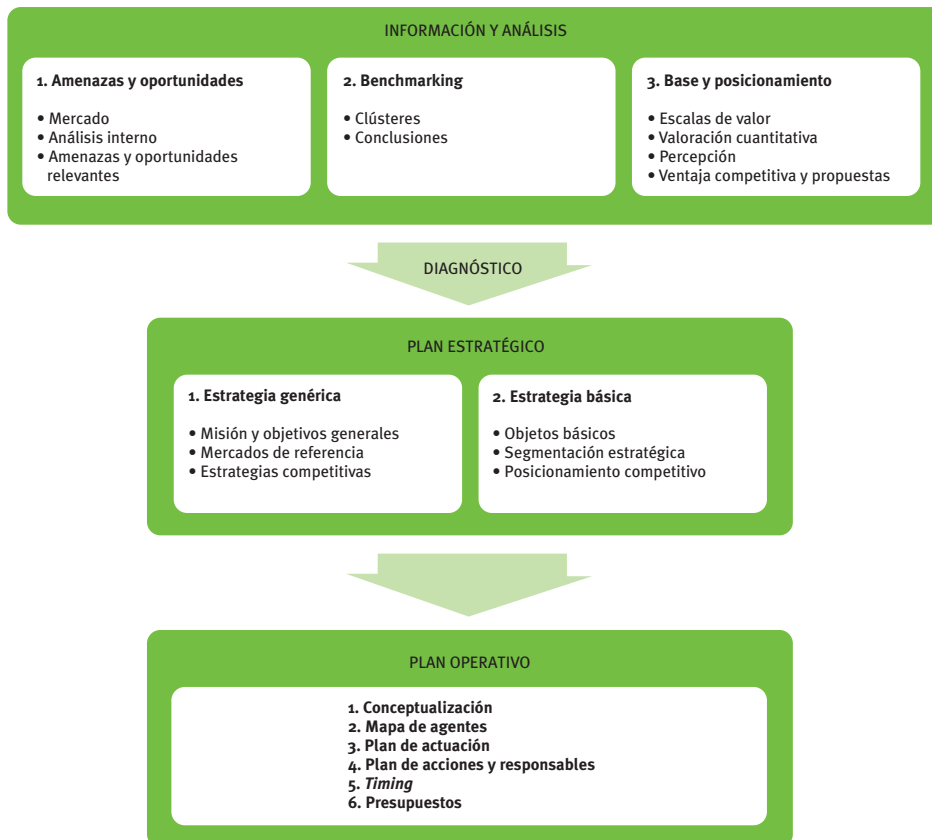 INFORMACIÓN Y ANÁLISIS
1. Amenazas y oportunidades
• Mercado
• Análisis interno
• Amenazas y oportunidades
relevantes
2. Benchmarking
• Clústeres
• Conclusiones
3. Base y posicionamiento
• Escalas de valor
• Valoración cuantitativa
• Percepción
• Ventaja competitiva y propuestas
DIAGNÓSTICO
PLAN ESTRATÉGICO
1. Estrategia genérica
• Misión y objetivos generales
• Mercados de referencia
• Estrategias competitivas
2. Estrategia básica
• Objetos básicos
• Segmentación estratégica
• Posicionamiento competitivo
PLAN OPERATIVO
1. Conceptualización
2. Mapa de agentes
3. Plan de actuación
4. Plan de acciones y responsables
5. Timing
6. Presupuestos